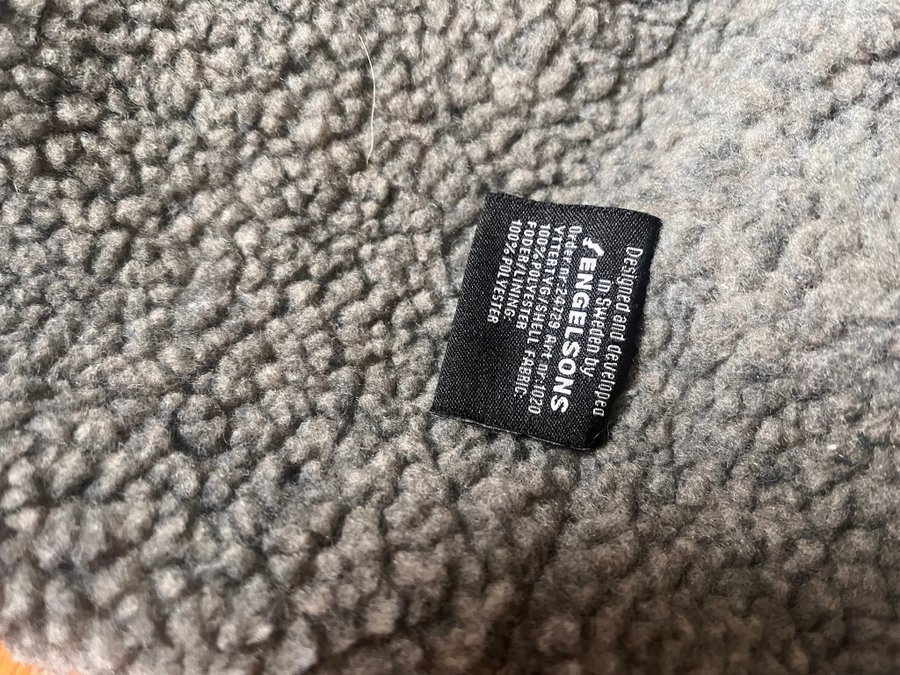 Designed and developed
in Sweden by
ENGELSONS
Order.nr:24729 Art.nr:1020
YTTERTYG/SHELL FABRIC:
100% POLYESTER
FODER/LINING:
100% POLYESTER